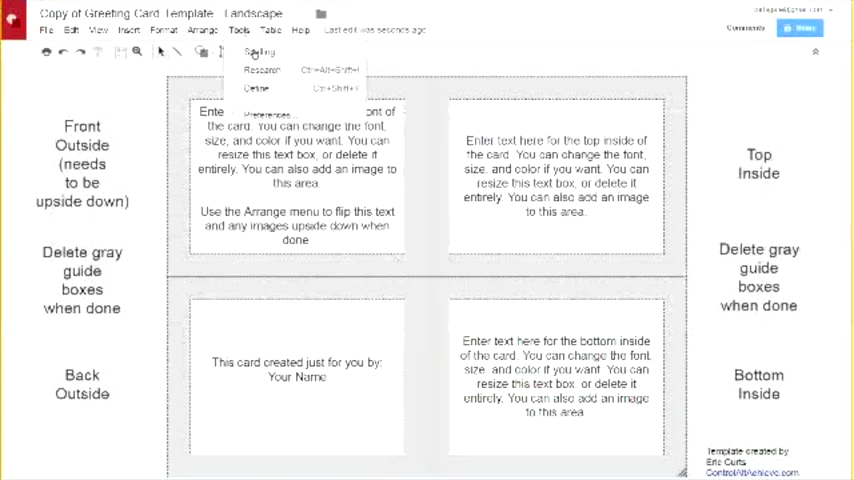 Copy of Greeting Card Template Landscape
File Edit View Insert Format Arrange Tools Table Help Last edit was seconds ago
Comments Share
Spelling
Research Ctrl+Alt+Shift+I
Define Ctrl+Shift+Y
Preferences...
Front
Outside
(needs
to be
upside down)
Enter ont of
the card. You can change the font,
size, and color if you want. You can
resize this text box, or delete it
entirely. You can also add an image to
this area.
Use the Arrange menu to flip this text
and any images upside down when
done
Enter text here for the top inside of
the card. You can change the font,
size, and color if you want. You can
resize this text box, or delete it
entirely. You can also add an image
to this area.
Top
Inside
Delete gray
guide
boxes
when done
Delete gray
guide
boxes
when done
Back
Outside
This card created just for you by:
Your Name
Enter text here for the bottom inside
of the card. You can change the font
size, and color if you want. You can
resize this text box, or delete it
entirely. You can also add an image
to this area
Bottom
Inside
Template created by
Eric Curts
ControlAltAchieve.com